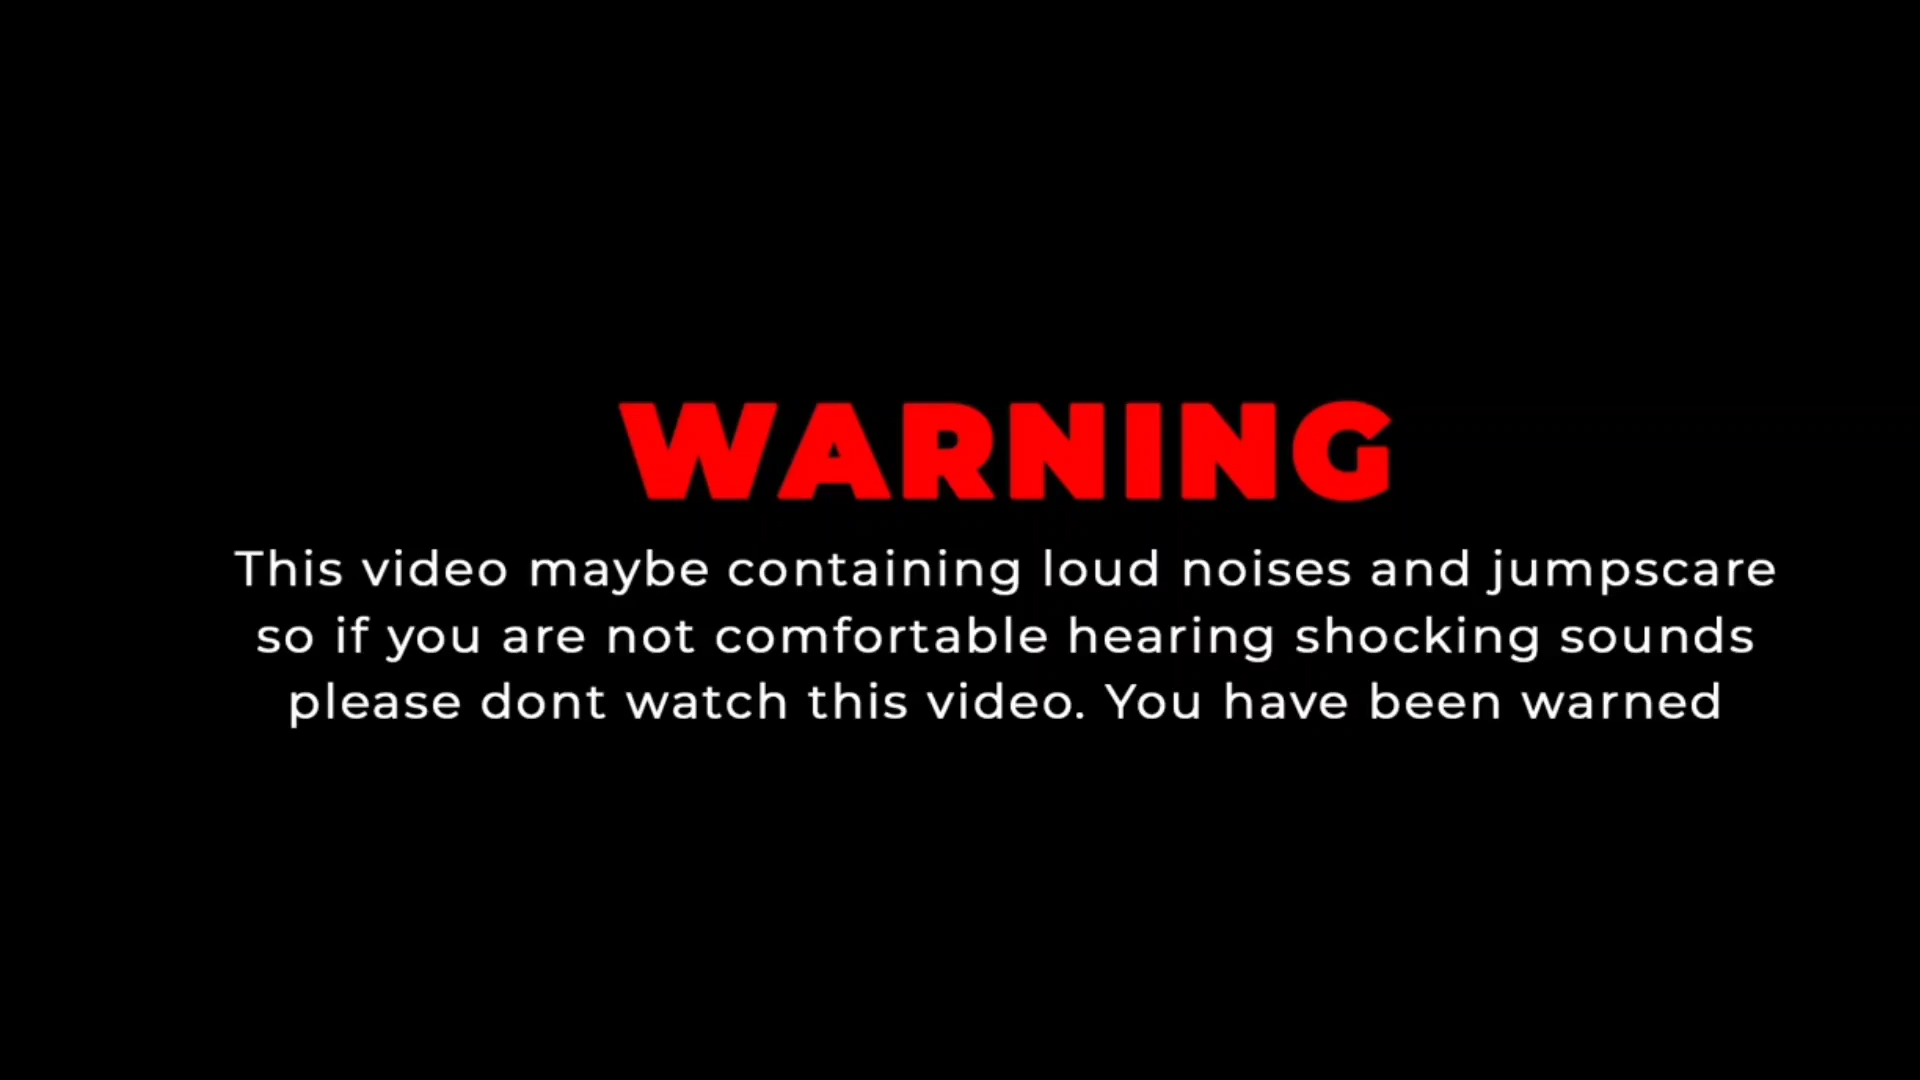 WARNING
This video maybe containing loud noises and jumpscare
so if you are not comfortable hearing shocking sounds
please dont watch this video. You have been warned